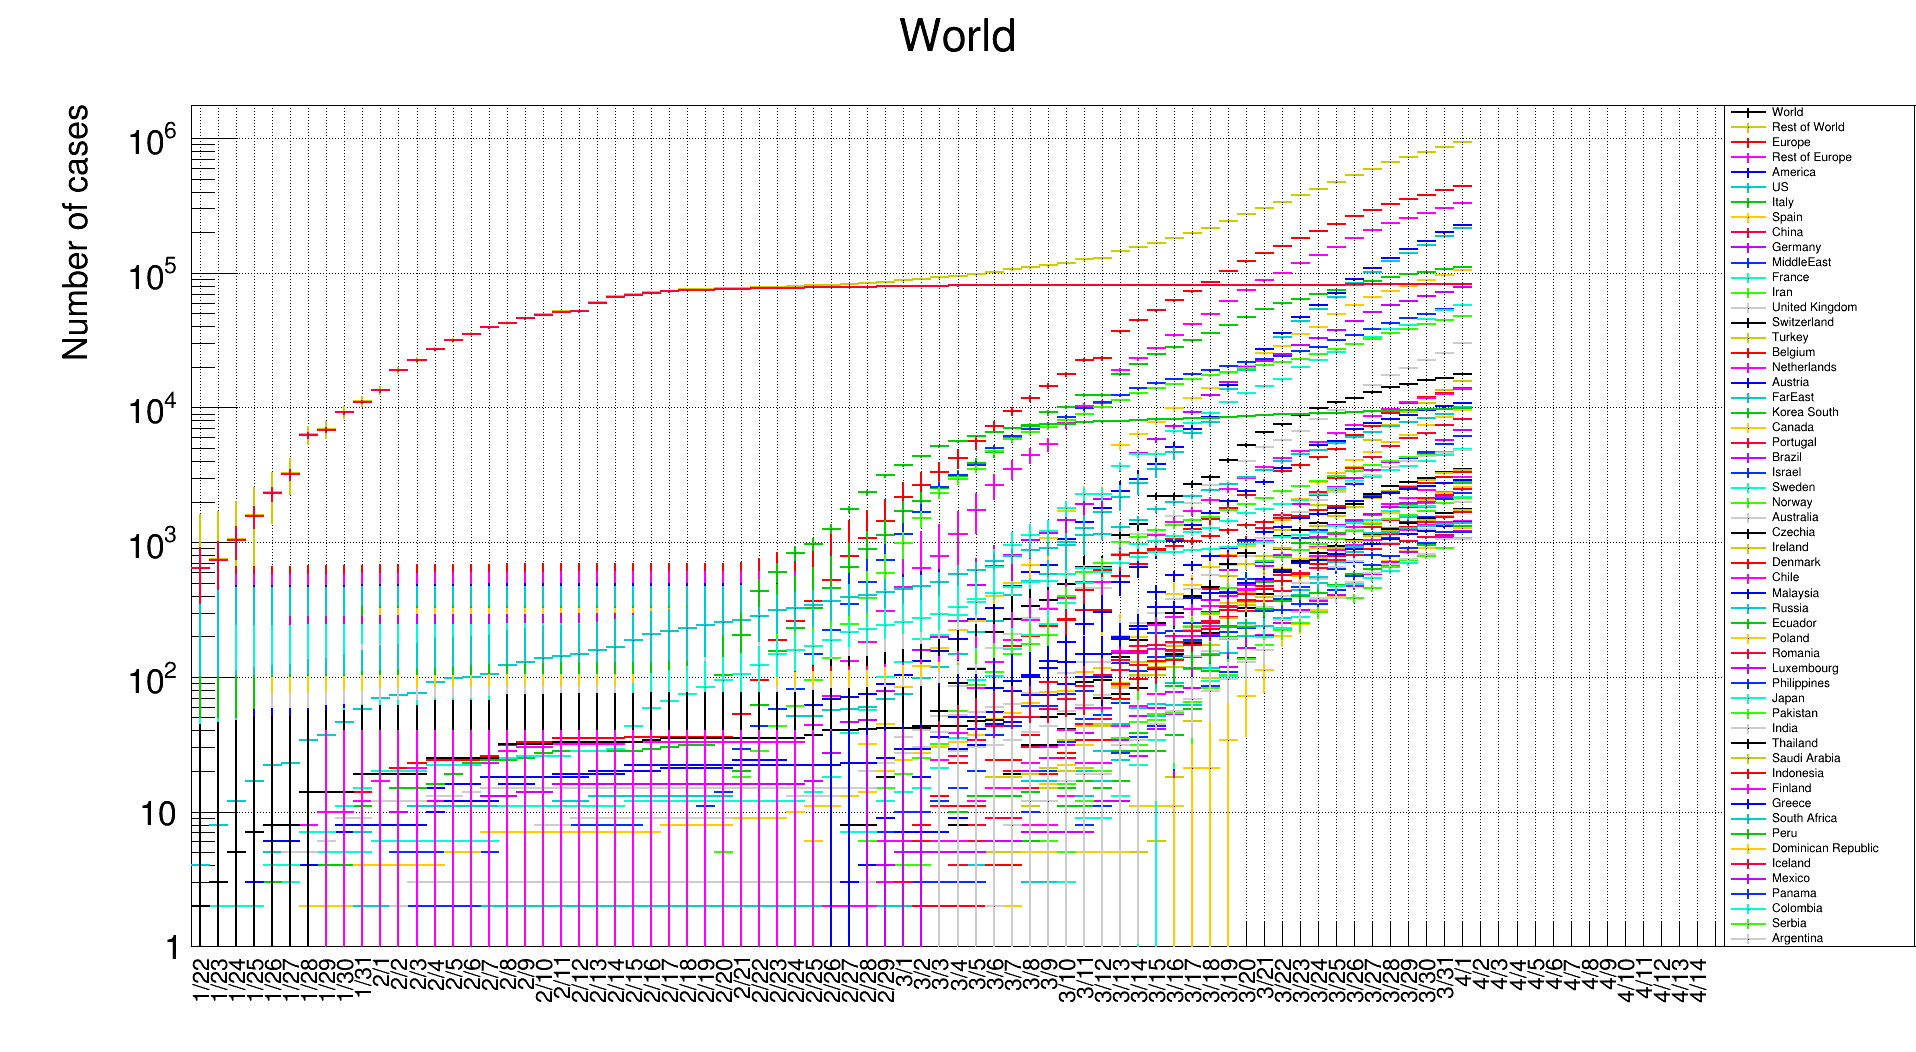 World
Number of cases
10^6
10^5
10^4
10^3
10^2
10
1
1/22
1/23
1/24
1/25
1/26
1/27
1/28
1/29
1/30
1/31
2/1
2/2
2/3
2/4
2/5
2/6
2/7
2/8
2/9
2/10
2/11
2/12
2/13
2/14
2/15
2/16
2/17
2/18
2/19
2/20
2/21
2/22
2/23
2/24
2/25
2/26
2/27
2/28
2/29
3/1
3/2
3/3
3/4
3/5
3/6
3/7
3/8
3/9
3/10
3/11
3/12
3/13
3/14
3/15
3/16
3/17
3/18
3/19
3/20
3/21
3/22
3/23
3/24
3/25
3/26
3/27
3/28
3/29
3/30
3/31
4/1
4/2
4/3
4/4
4/5
4/6
4/7
4/8
4/9
4/10
4/11
4/12
4/13
4/14
World
Rest of World
Europe
Rest of Europe
America
US
Italy
Spain
China
Germany
MiddleEast
France
Iran
United Kingdom
Switzerland
Turkey
Belgium
Netherlands
Austria
FarEast
Korea South
Canada
Portugal
Brazil
Israel
Sweden
Norway
Australia
Czechia
Ireland
Denmark
Chile
Malaysia
Russia
Ecuador
Poland
Romania
Luxembourg
Philippines
Japan
Pakistan
India
Thailand
Saudi Arabia
Indonesia
Finland
Greece
South Africa
Peru
Dominican Republic
Iceland
Mexico
Panama
Colombia
Serbia
Argentina